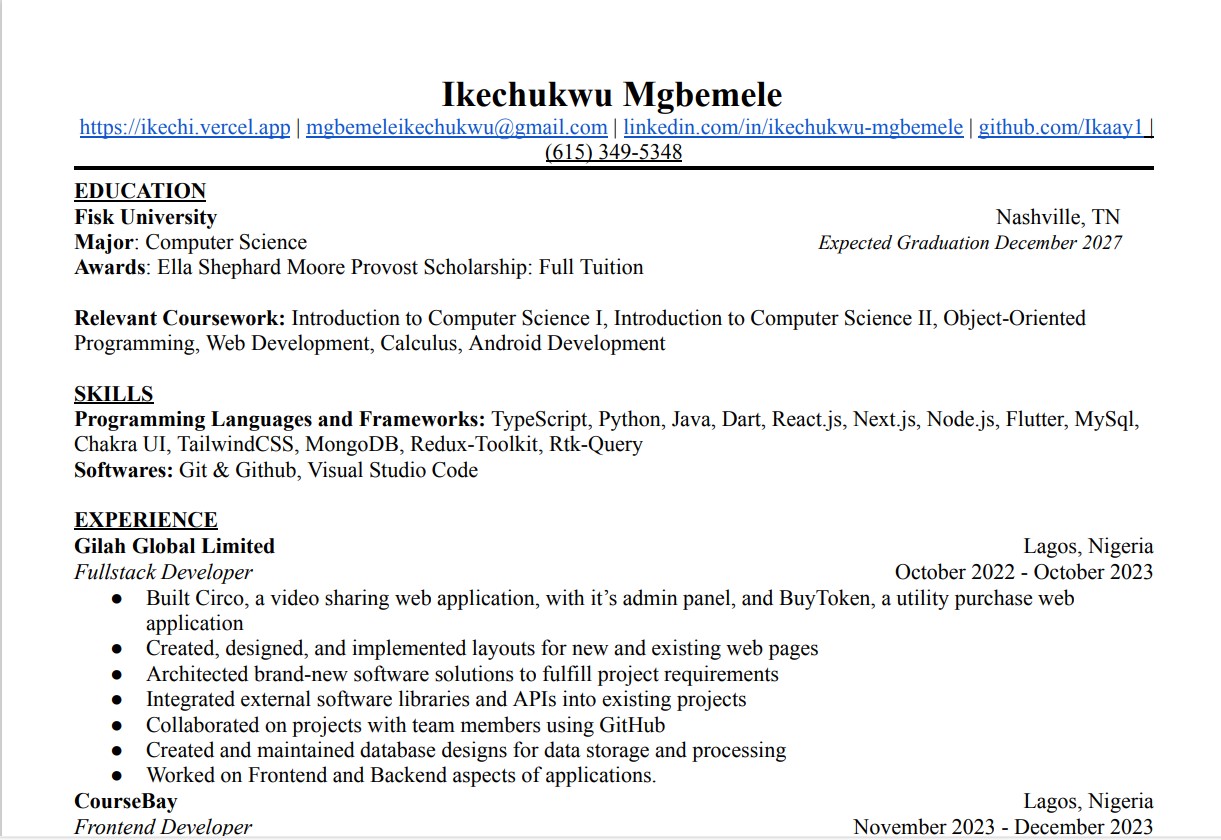 Ikechukwu Mgbemele
https://ikechi.vercel.app | mgbemeleikechukwu@gmail.com | linkedin.com/in/ikechukwu-mgbemele | github.com/Ikaay1 |
(615) 349-5348
EDUCATION
Fisk University Nashville, TN
Major: Computer Science Expected Graduation December 2027
Awards: Ella Shephard Moore Provost Scholarship: Full Tuition
Relevant Coursework: Introduction to Computer Science I, Introduction to Computer Science II, Object-Oriented
Programming, Web Development, Calculus, Android Development
SKILLS
Programming Languages and Frameworks: TypeScript, Python, Java, Dart, React.js, Next.js, Node.js, Flutter, MySql,
Chakra UI, TailwindCSS, MongoDB, Redux-Toolkit, Rtk-Query
Softwares: Git & Github, Visual Studio Code
EXPERIENCE
Gilah Global Limited Lagos, Nigeria
Fullstack Developer October 2022 - October 2023
● Built Circo, a video sharing web application, with it’s admin panel, and BuyToken, a utility purchase web
application
● Created, designed, and implemented layouts for new and existing web pages
● Architected brand-new software solutions to fulfill project requirements
● Integrated external software libraries and APIs into existing projects
● Collaborated on projects with team members using GitHub
● Created and maintained database designs for data storage and processing
● Worked on Frontend and Backend aspects of applications.
CourseBay Lagos, Nigeria
Frontend Developer November 2023 - December 2023